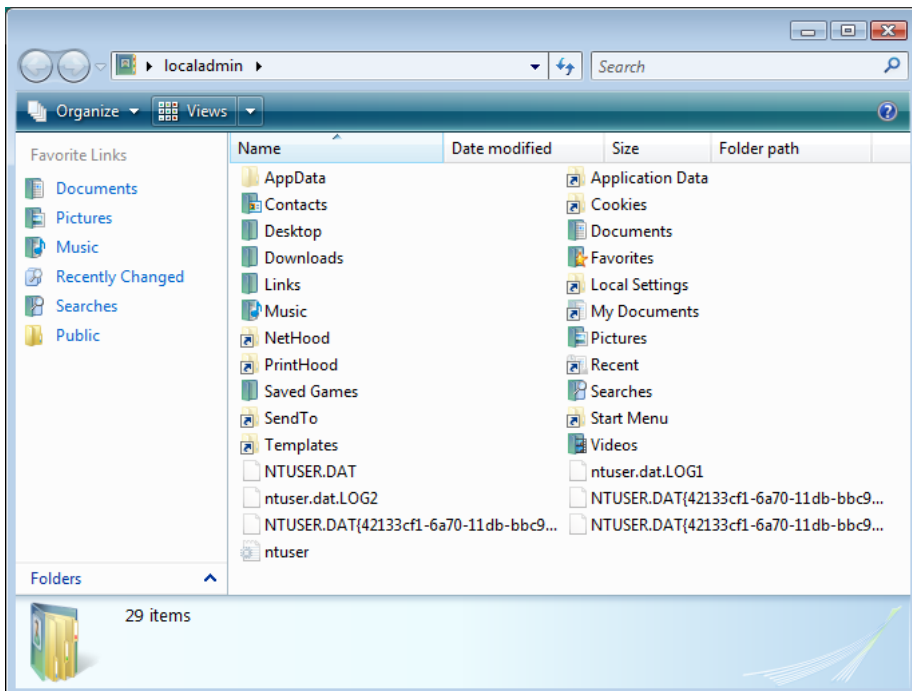 localadmin
Search
Organize Views
Favorite Links
Documents
Pictures
Music
Recently Changed
Searches
Public
Folders
Name Date modified Size Folder path
AppData Application Data
Contacts Cookies
Desktop Documents
Downloads Favorites
Links Local Settings
Music My Documents
NetHood Pictures
PrintHood Recent
Saved Games Searches
SendTo Start Menu
Templates Videos
NTUSER.DAT ntuser.dat.LOG1
ntuser.dat.LOG2 NTUSER.DAT{42133cf1-6a70-11db-bbc9...
NTUSER.DAT{42133cf1-6a70-11db-bbc9... NTUSER.DAT{42133cf1-6a70-11db-bbc9...
ntuser
29 items